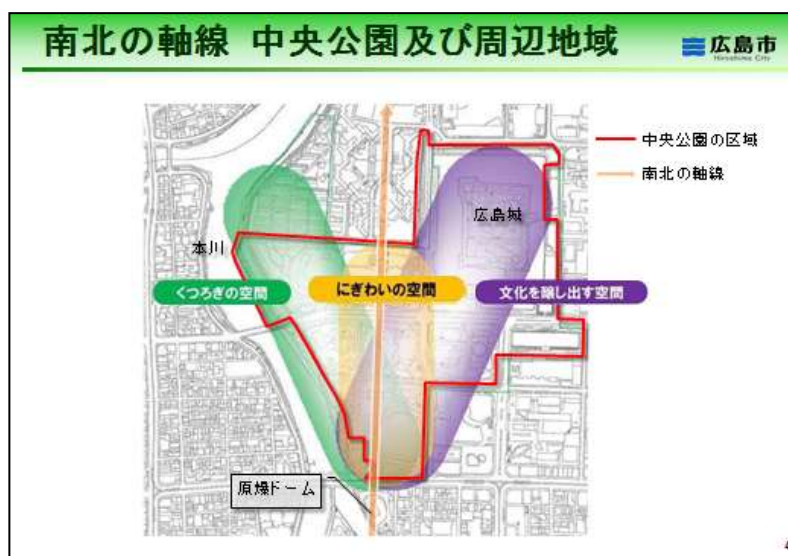 南北の軸線 中央公園及び周辺地域
広島市
Hiroshima City
中央公園の区域
南北の軸線
広島城
本川
くつろぎの空間
にぎわいの空間
文化を醸し出す空間
原爆ドーム